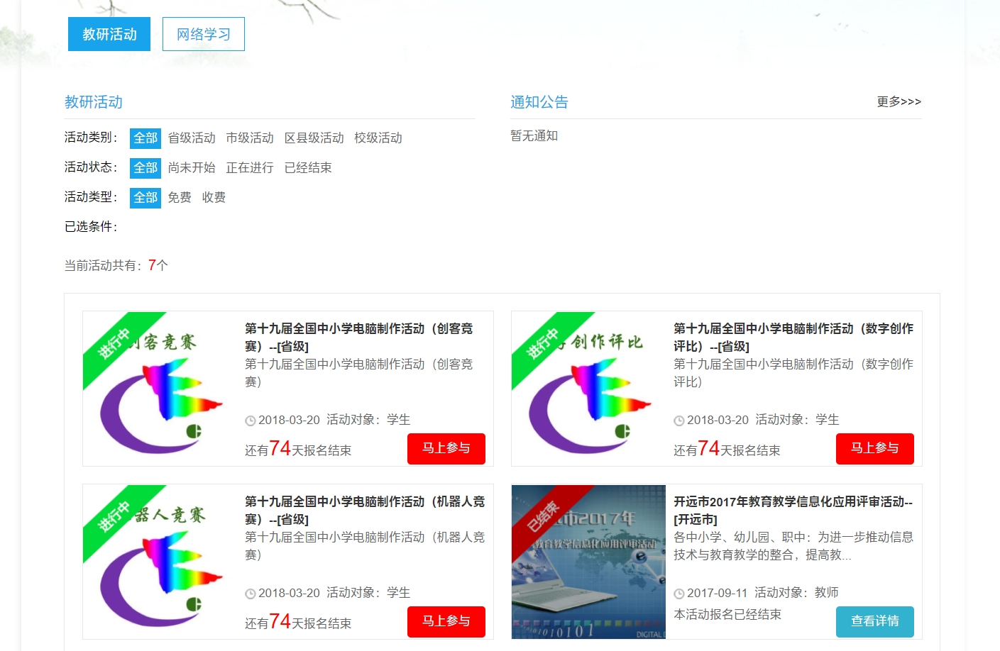 教研活动
网络学习
教研活动
通知公告
更多>>>
活动类别：
全部
省级活动
市级活动
区县级活动
校级活动
暂无通知
活动状态：
全部
尚未开始
正在进行
已经结束
活动类型：
全部
免费
收费
已选条件：
当前活动共有：7个
进行中
客竞赛
第十九届全国中小学电脑制作活动（创客竞
赛）--[省级]
第十九届全国中小学电脑制作活动（创客竞
赛）
2018-03-20 活动对象：学生
还有74天报名结束
马上参与
进行中
创作评比
第十九届全国中小学电脑制作活动（数字创作
评比）--[省级]
第十九届全国中小学电脑制作活动（数字创作
评比）
2018-03-20 活动对象：学生
还有74天报名结束
马上参与
进行中
器人竞赛
第十九届全国中小学电脑制作活动（机器人竞
赛）--[省级]
第十九届全国中小学电脑制作活动（机器人竞
赛）
2018-03-20 活动对象：学生
还有74天报名结束
马上参与
已结束
市2017年
教育教学信息化应用评审活动
DIGITAL
开远市2017年教育教学信息化应用评审活动--
[开远市]
各中小学、幼儿园、职中：为进一步推动信息
技术与教育教学的整合，提高教...
2017-09-11 活动对象：教师
本活动报名已经结束
查看详情